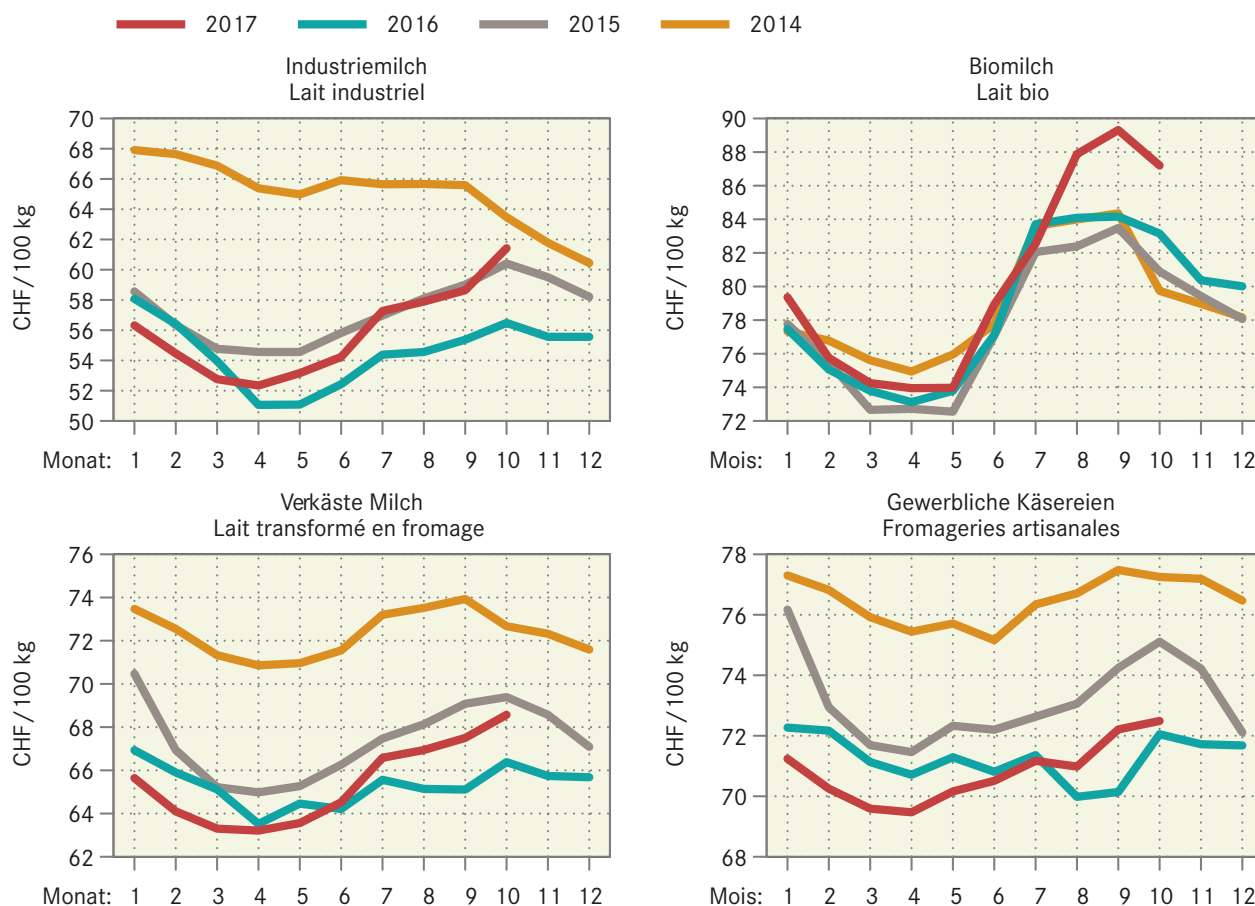 2017 2016 2015 2014
Industriemilch
Lait industriel
CHF / 100 kg
70
68
66
64
62
60
58
56
54
52
50
Monat: 1 2 3 4 5 6 7 8 9 10 11 12
Biomilch
Lait bio
CHF / 100 kg
90
88
86
84
82
80
78
76
74
72
Mois: 1 2 3 4 5 6 7 8 9 10 11 12
Verkäste Milch
Lait transformé en fromage
CHF / 100 kg
76
74
72
70
68
66
64
62
Monat: 1 2 3 4 5 6 7 8 9 10 11 12
Gewerbliche Käsereien
Fromageries artisanales
CHF / 100 kg
78
76
74
72
70
68
Mois: 1 2 3 4 5 6 7 8 9 10 11 12